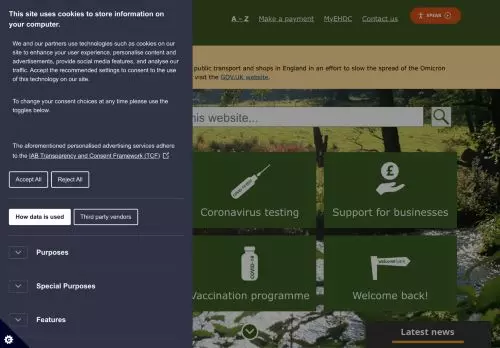 This site uses cookies to store information on
your computer.
A – Z
Make a payment
MyEHDC
Contact us
SPEAK
We and our partners use technologies such as cookies on our
site to enhance your user experience, personalise content and
advertisements, provide social media features, and analyse our
traffic. Accept the recommended settings to consent to the use
of this technology on our site.
public transport and shops in England in an effort to slow the spread of the Omicron
visit the GOV.UK website.
To change your consent choices at any time please use the
toggles below.
this website...
The aforementioned personalised advertising services adhere
to the IAB Transparency and Consent Framework (TCF)
Accept All
Reject All
How data is used
Third party vendors
Coronavirus testing
Support for businesses
Purposes
Special Purposes
Features
COVID-19
Welcome back
Vaccination programme
Welcome back!
Latest news